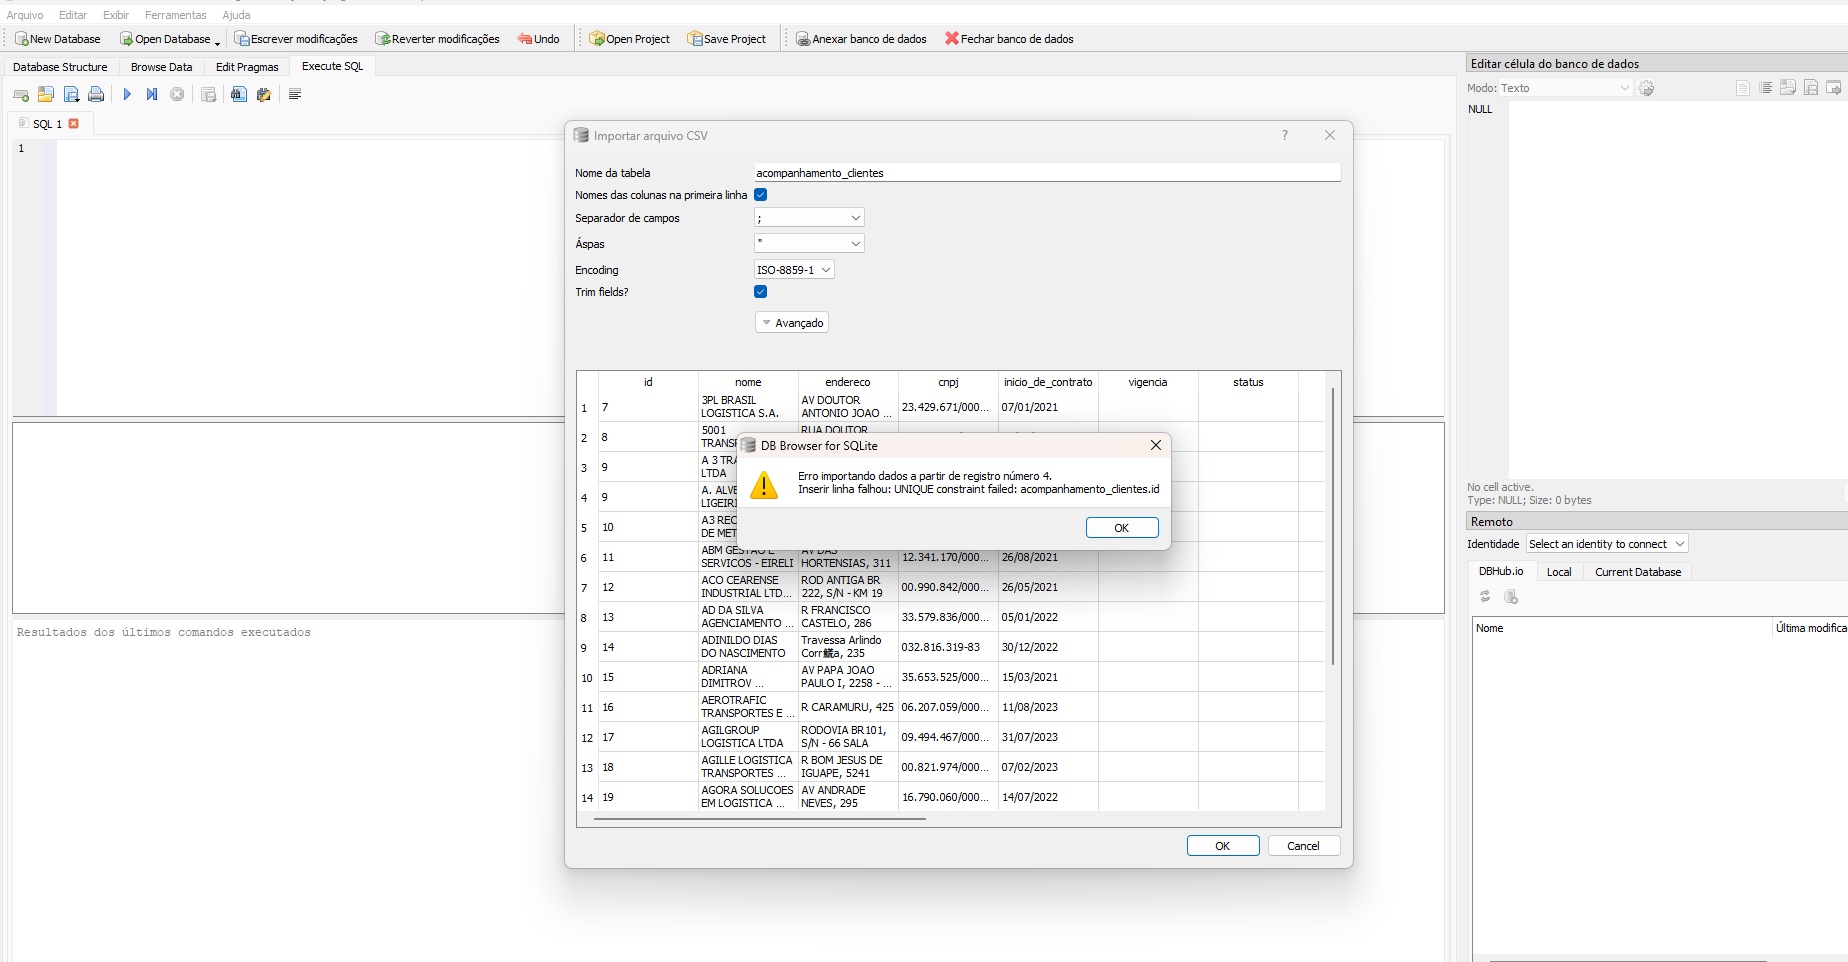 Arquivo Editar Exibir Ferramentas Ajuda
New Database Open Database Escrever modificações Reverter modificações Undo Open Project Save Project Anexar banco de dados Fechar banco de dados
Database Structure Browse Data Edit Pragmas Execute SQL
SQL 1
1
Importar arquivo CSV ?
Nome da tabela acompanhamento_clientes
Nomes das colunas na primeira linha
Separador de campos ;
Áspas "
Encoding ISO-8859-1
Trim fields?
Avançado
id nome endereco cnpj inicio_de_contrato vigencia status
1 7 3PL BRASIL LOGISTICA S.A. AV DOUTOR ANTONIO JOAO ... 23.429.671/000... 07/01/2021
2 8 5001 RUA DOUTOR
3 9 A 3 LTDA
4 9 A.
5 10 A3 DE
6 11 ABM GESTAO E SERVICOS - EIRELI AV DAS HORTENSIAS, 311 12.341.170/000... 26/08/2021
7 12 ACO CEARENSE INDUSTRIAL LTD... ROD ANTIGA BR 222, S/N - KM 19 00.990.842/000... 26/05/2021
8 13 AD DA SILVA AGENCIAMENTO ... R FRANCISCO CASTELO, 286 33.579.836/000... 05/01/2022
9 14 ADINILDO DIAS DO NASCIMENTO Travessa Arlindo 235 032.816.319-83 30/12/2022
10 15 ADRIANA DIMITROV ... AV PAPA JOAO PAULO I, 2258 - ... 35.653.525/000... 15/03/2021
11 16 AEROTRAFIC TRANSPORTES E ... R CARAMURU, 425 06.207.059/000... 11/08/2023
12 17 AGILGROUP LOGISTICA LTDA RODOVIA BR101, S/N - 66 SALA 09.494.467/000... 31/07/2023
13 18 AGILLE LOGISTICA TRANSPORTES ... R BOM JESUS DE IGUAPE, 5241 00.821.974/000... 07/02/2023
14 19 AGORA SOLUCOES EM LOGISTICA ... AV ANDRADE NEVES, 295 16.790.060/000... 14/07/2022
OK Cancel
DB Browser for SQLite
Erro importando dados a partir de registro número 4.
Inserir linha falhou: UNIQUE constraint failed: acompanhamento_clientes.id
OK
Resultados dos últimos comandos executados
Editar célula do banco de dados
Modo: Texto
NULL
No cell active.
Type: NULL; Size: 0 bytes
Remoto
Identidade Select an identity to connect
DBHub.io Local Current Database
Nome Última modifica